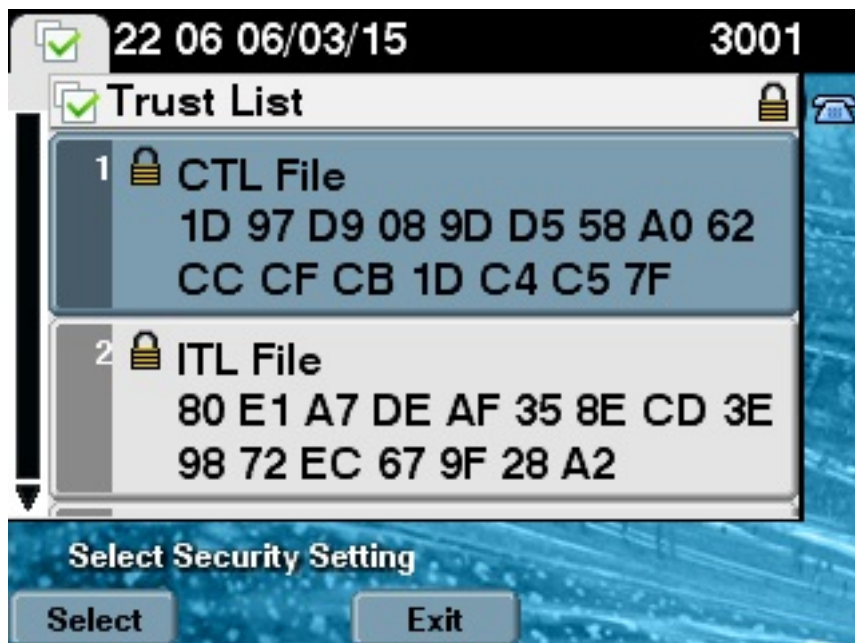 22 06 06/03/15 3001
Trust List
1 CTL File
1D 97 D9 08 9D D5 58 A0 62
CC CF CB 1D C4 C5 7F
2 ITL File
80 E1 A7 DE AF 35 8E CD 3E
98 72 EC 67 9F 28 A2
Select Security Setting
Select Exit